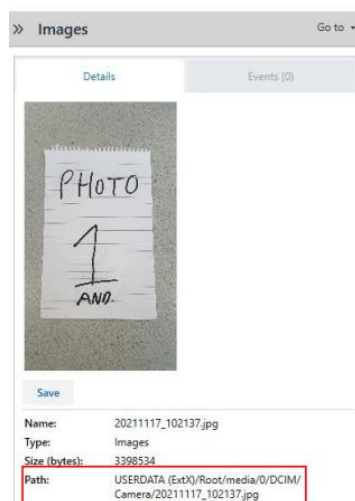 » Images Go to
Details Events (0)
PHOTO
1
AND.
Save
Name: 20211117_102137.jpg
Type: Images
Size (bytes): 3398534
Path: USERDATA (ExtX)/Root/media/0/DCIM/
Camera/20211117_102137.jpg